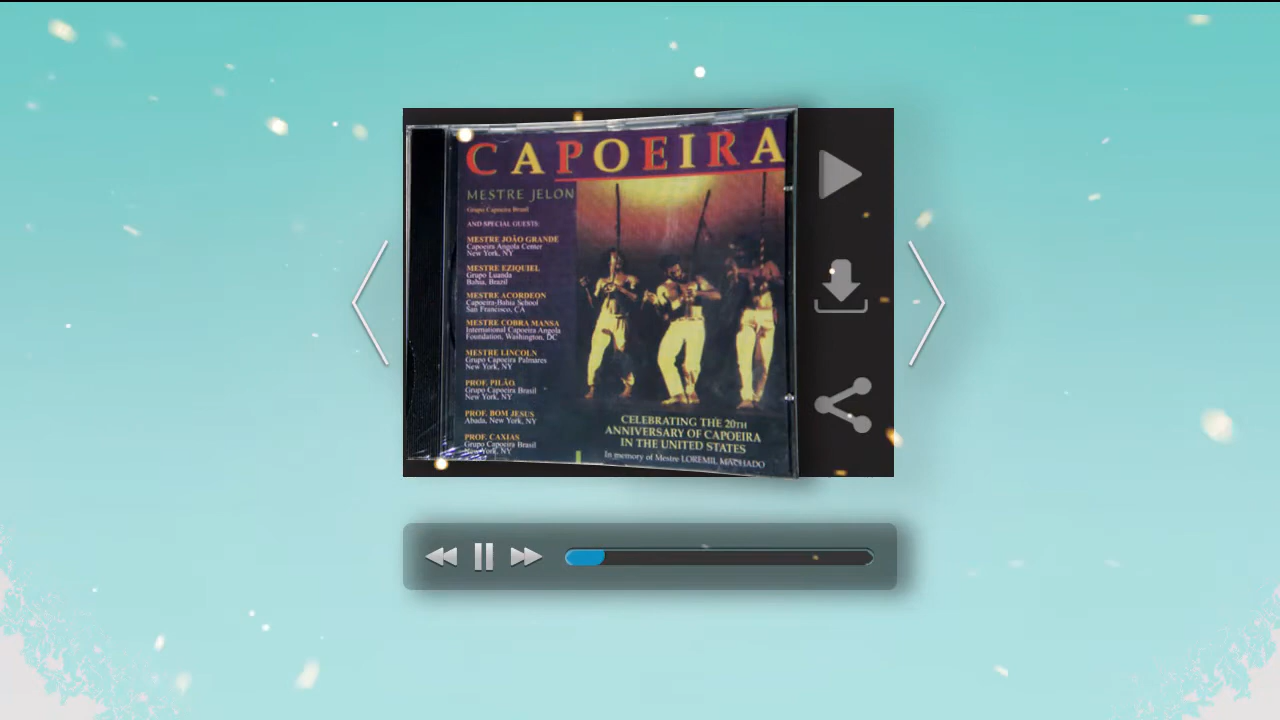 CAPOEIRA
MESTRE JELON
Grupo Capoeira Brasil
AND SPECIAL GUESTS:
MESTRE JOÃO GRANDE
Capoeira Angola Center
New York, NY
MESTRE EZIQUIEL
Grupo Luanda
Bahia, Brazil
MESTRE ACORDEON
Capoeira-Bahia School
San Francisco, CA
MESTRE COBRA MANSA
International Capoeira Angola
Foundation, Washington, DC
MESTRE LINCOLN
Grupo Capoeira Palmares
New York, NY
PROF. PILÃO
Grupo Capoeira Brasil
New York, NY
PROF. BOM JESUS
Abada, New York, NY
PROF. CAXIAS
Grupo Capoeira Brasil
New York, NY
CELEBRATING THE 20TH
ANNIVERSARY OF CAPOEIRA
IN THE UNITED STATES
In memory of Mestre LOREMIL MACHADO